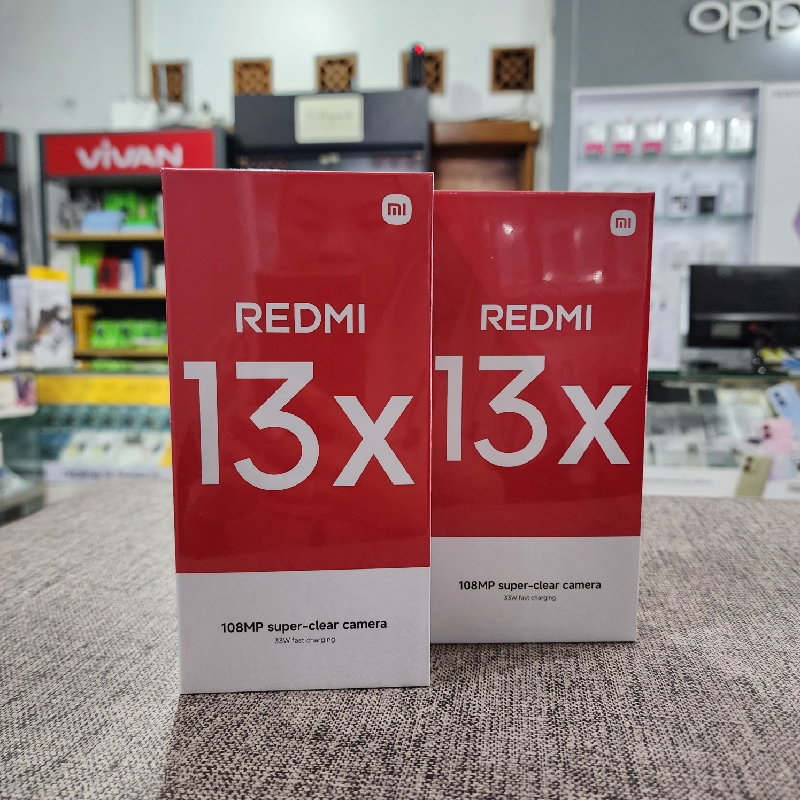 oppo
ViVAN
mi
REDMI
13x
108MP super-clear camera
33W fast charging
mi
REDMI
13x
108MP super-clear camera
33W fast charging